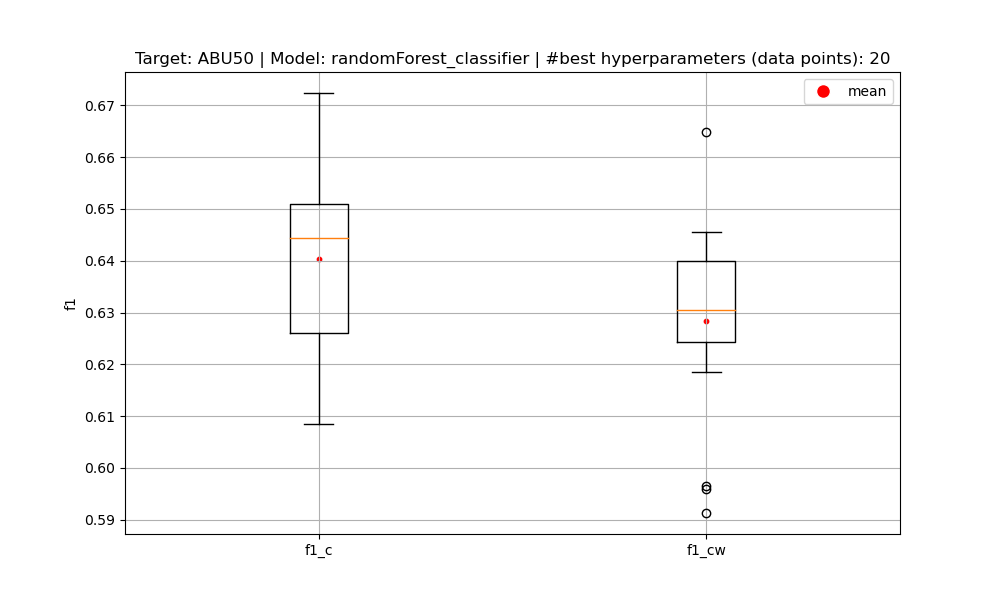 Target: ABU50 | Model: randomForest_classifier | #best hyperparameters (data points): 20
mean
0.67
0.66
0.65
0.64
0.63
0.62
0.61
0.60
0.59
f1
f1_c
f1_cw